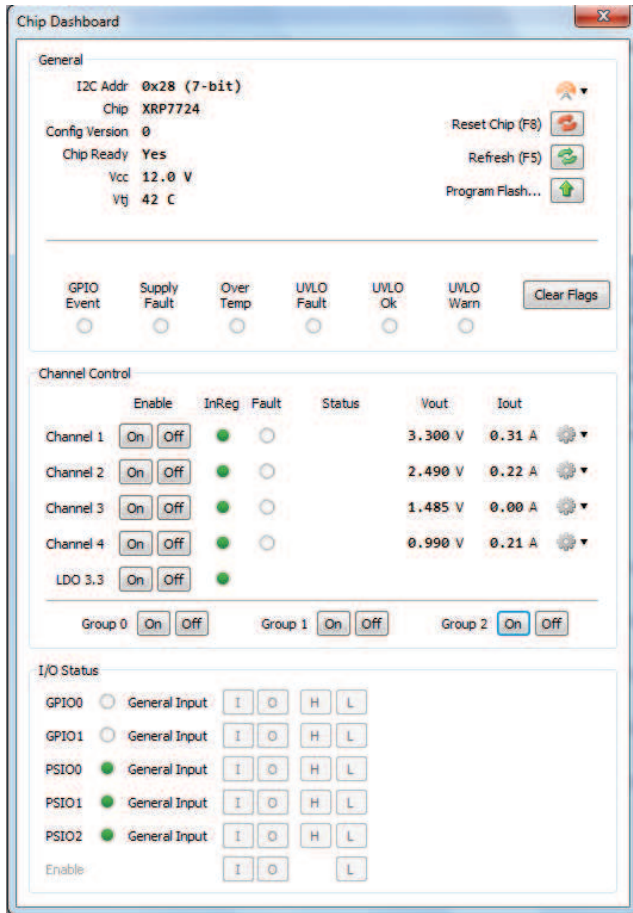 Chip Dashboard
General
I2C Addr 0x28 (7-bit)
Chip XRP7724
Reset Chip (F8)
Config Version 0
Chip Ready Yes
Refresh (F5)
Vcc 12.0 V
Program Flash...
Vtj 42 C
GPIO Event Supply Fault Over Temp UVLO Fault UVLO Ok UVLO Warn Clear Flags
Channel Control
Enable InReg Fault Status Vout Iout
Channel 1 On Off 3.300 V 0.31 A
Channel 2 On Off 2.490 V 0.22 A
Channel 3 On Off 1.485 V 0.00 A
Channel 4 On Off 0.990 V 0.21 A
LDO 3.3 On Off
Group 0 On Off Group 1 On Off Group 2 On Off
I/O Status
GPIO0 General Input I O H L
GPIO1 General Input I O H L
PSIO0 General Input I O H L
PSIO1 General Input I O H L
PSIO2 General Input I O H L
Enable I O L